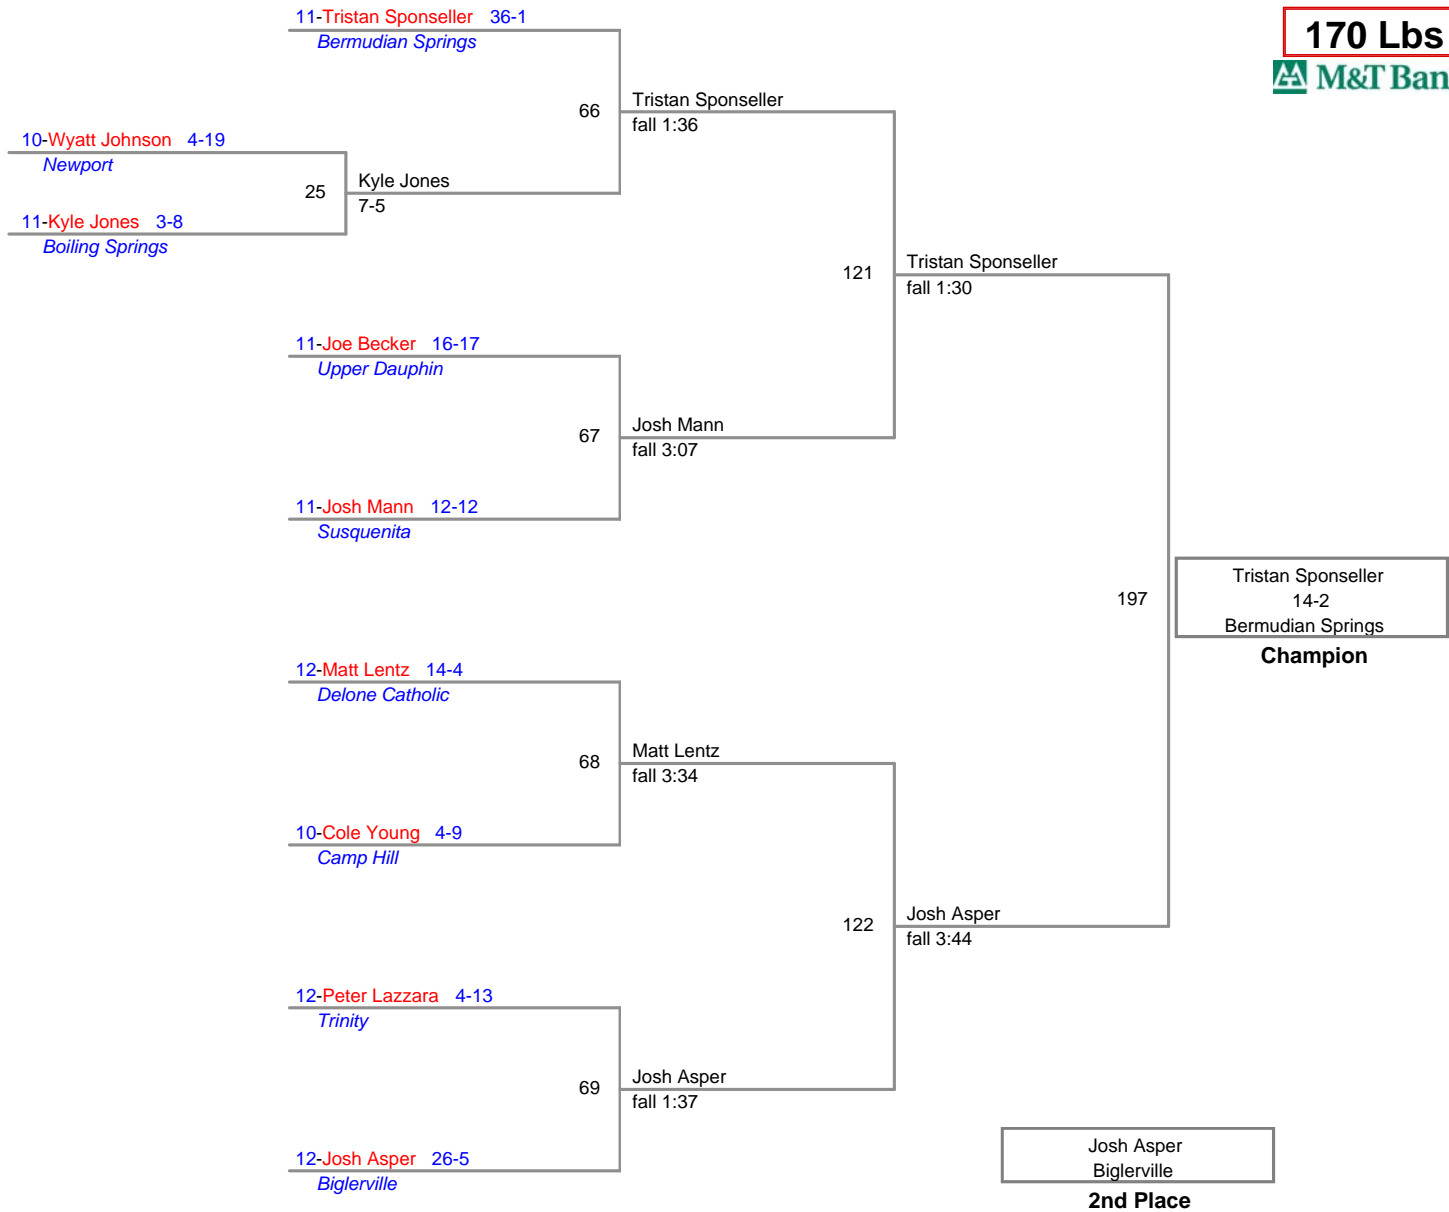 11-Tristan Sponseller 36-1
Bermudian Springs
170 Lbs
M&T Ban
66
Tristan Sponseller
fall 1:36
10-Wyatt Johnson 4-19
Newport
25
Kyle Jones
7-5
11-Kyle Jones 3-8
Boiling Springs
121
Tristan Sponseller
fall 1:30
11-Joe Becker 16-17
Upper Dauphin
67
Josh Mann
fall 3:07
11-Josh Mann 12-12
Susquenita
197
Tristan Sponseller
14-2
Bermudian Springs
Champion
12-Matt Lentz 14-4
Delone Catholic
68
Matt Lentz
fall 3:34
10-Cole Young 4-9
Camp Hill
122
Josh Asper
fall 3:44
12-Peter Lazzara 4-13
Trinity
69
Josh Asper
fall 1:37
12-Josh Asper 26-5
Biglerville
Josh Asper
Biglerville
2nd Place